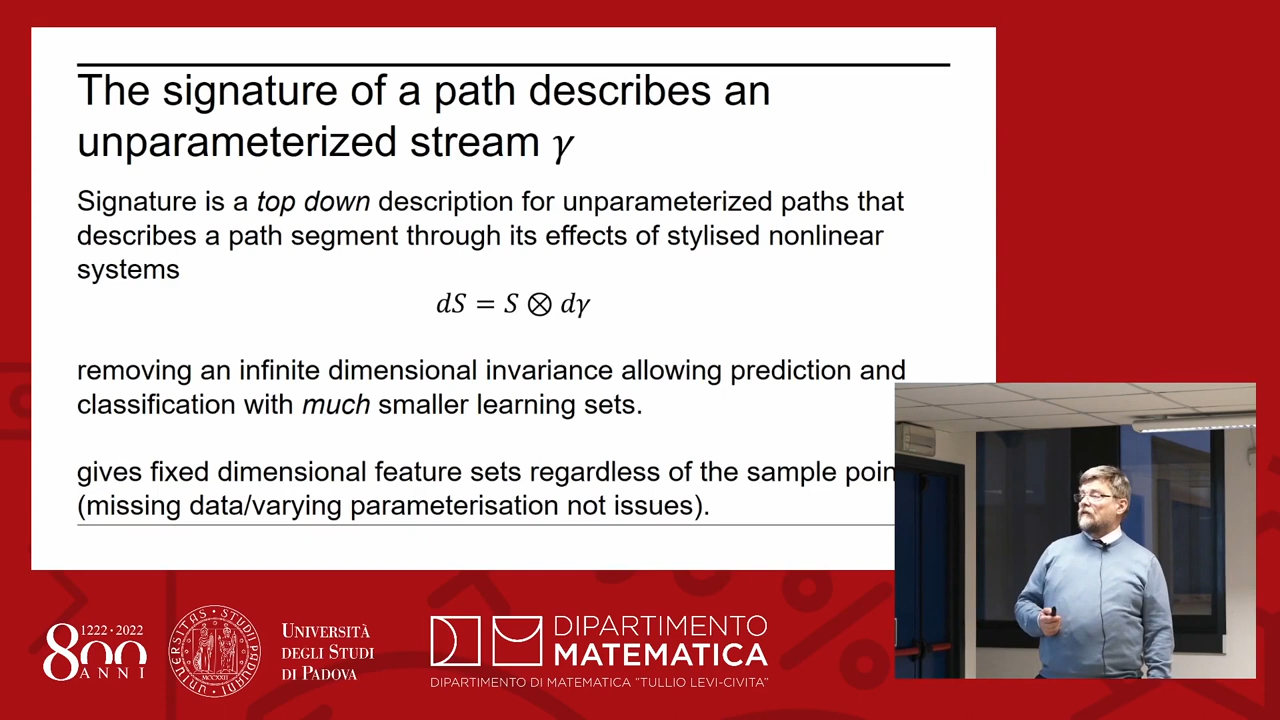 The signature of a path describes an
unparameterized stream γ
Signature is a top down description for unparameterized paths that
describes a path segment through its effects of stylised nonlinear
systems
dS = S ⊗ dγ
removing an infinite dimensional invariance allowing prediction and
classification with much smaller learning sets.
gives fixed dimensional feature sets regardless of the sample poin
(missing data/varying parameterisation not issues).
1222·2022
800
ANNI
UNIVERSITAS STUDII PADUANI
MCCXXII
UNIVERSITÀ
DEGLI STUDI
DI PADOVA
DIPARTIMENTO
MATEMATICA
DIPARTIMENTO DI MATEMATICA "TULLIO LEVI-CIVITA"